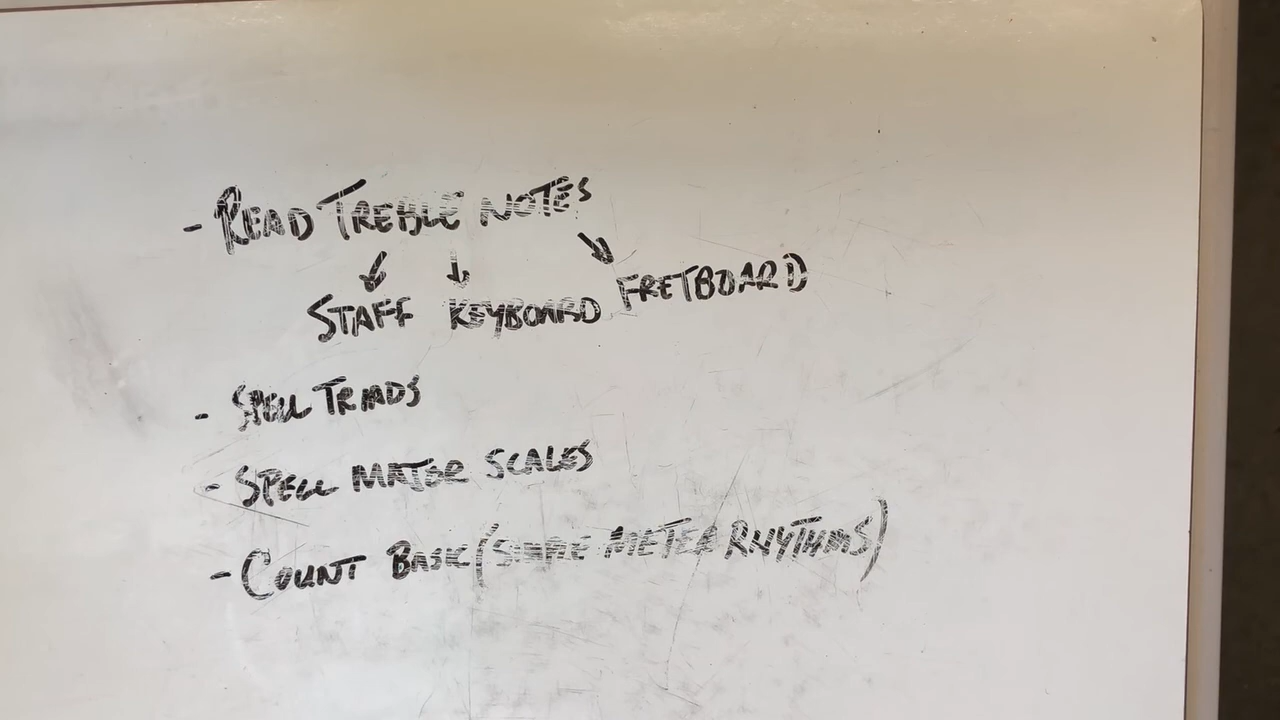 - READ TREBLE NOTES
STAFF KEYBOARD FRETBOARD
- SPELL TRIADS
- SPELL MAJOR SCALES
- COUNT BASIC (SIMPLE METER RHYTHMS)